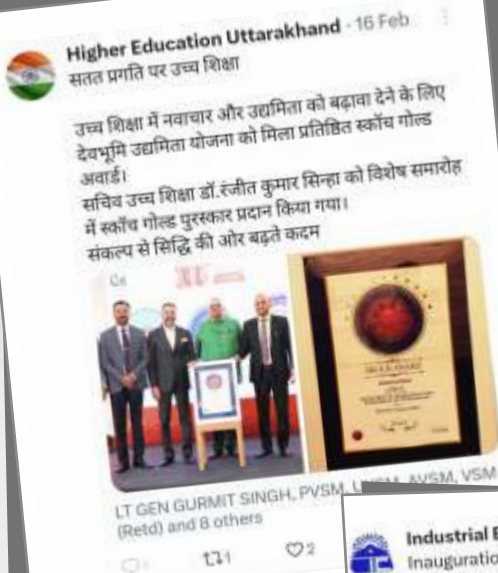 Higher Education Uttarakhand · 16 Feb
सतत प्रगति पर उच्च शिक्षा
उच्च शिक्षा में नवाचार और उद्यमिता को बढ़ावा देने के लिए
देवभूमि उद्यमिता योजना को मिला प्रतिष्ठित स्कॉच गोल्ड
अवार्ड।
सचिव उच्च शिक्षा डॉ.रंजीत कुमार सिन्हा को विशेष समारोह
में स्कॉच गोल्ड पुरस्कार प्रदान किया गया।
संकल्प से सिद्धि की ओर बढ़ते कदम
LT GEN GURMIT SINGH, PVSM, AVSM, VSM
(Retd) and 8 others
1
2
Industrial